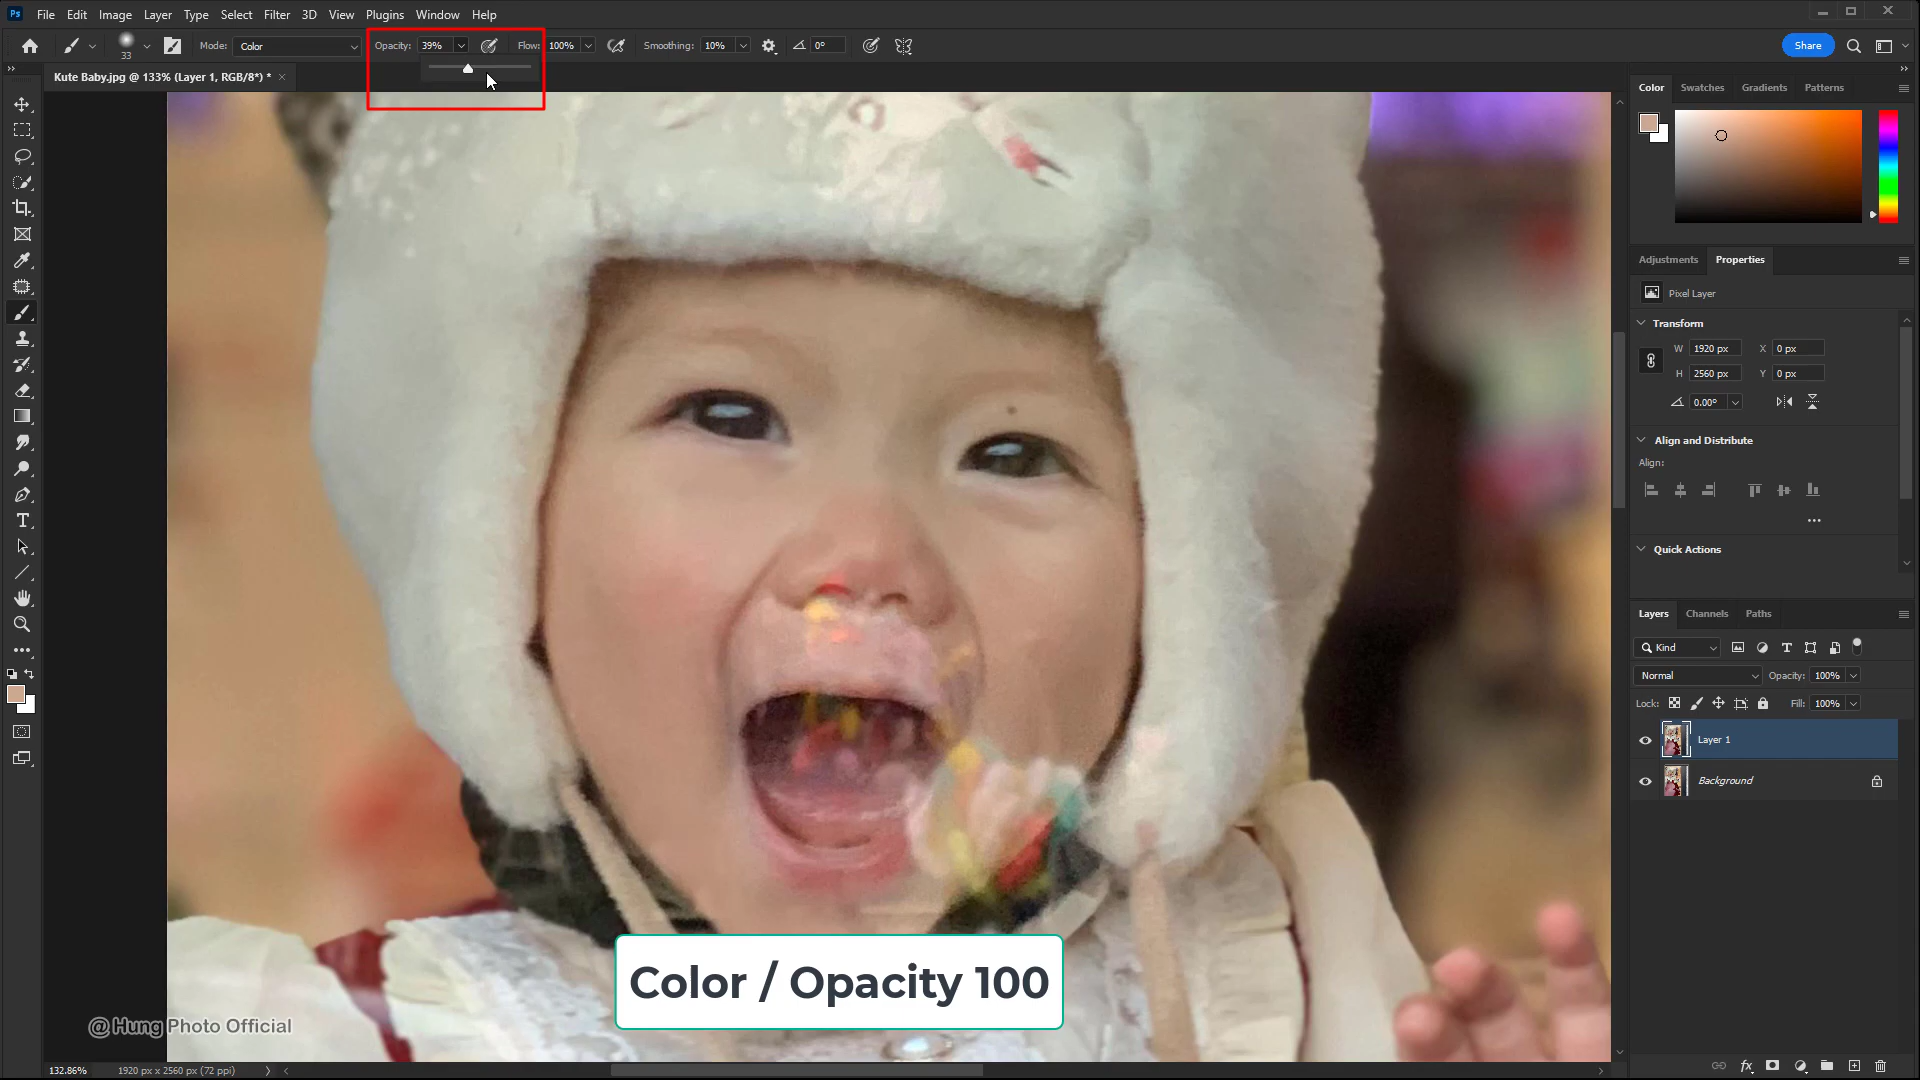 Ps File Edit Image Layer Type Select Filter 3D View Plugins Window Help
33 Mode: Color Opacity: 39% Flow: 100% Smoothing: 10% 0° Share
Kute Baby.jpg @ 133% (Layer 1, RGB/8*) * ×
Color Swatches Gradients Patterns
Adjustments Properties
Pixel Layer
Transform
W 1920 px X 0 px
H 2560 px Y 0 px
0.00°
Align and Distribute
Align:
Quick Actions
Layers Channels Paths
Kind
Normal Opacity: 100%
Lock: Fill: 100%
Layer 1
Background
Color / Opacity 100
@Hung Photo Official
132.86% 1920 px x 2560 px (72 ppi)